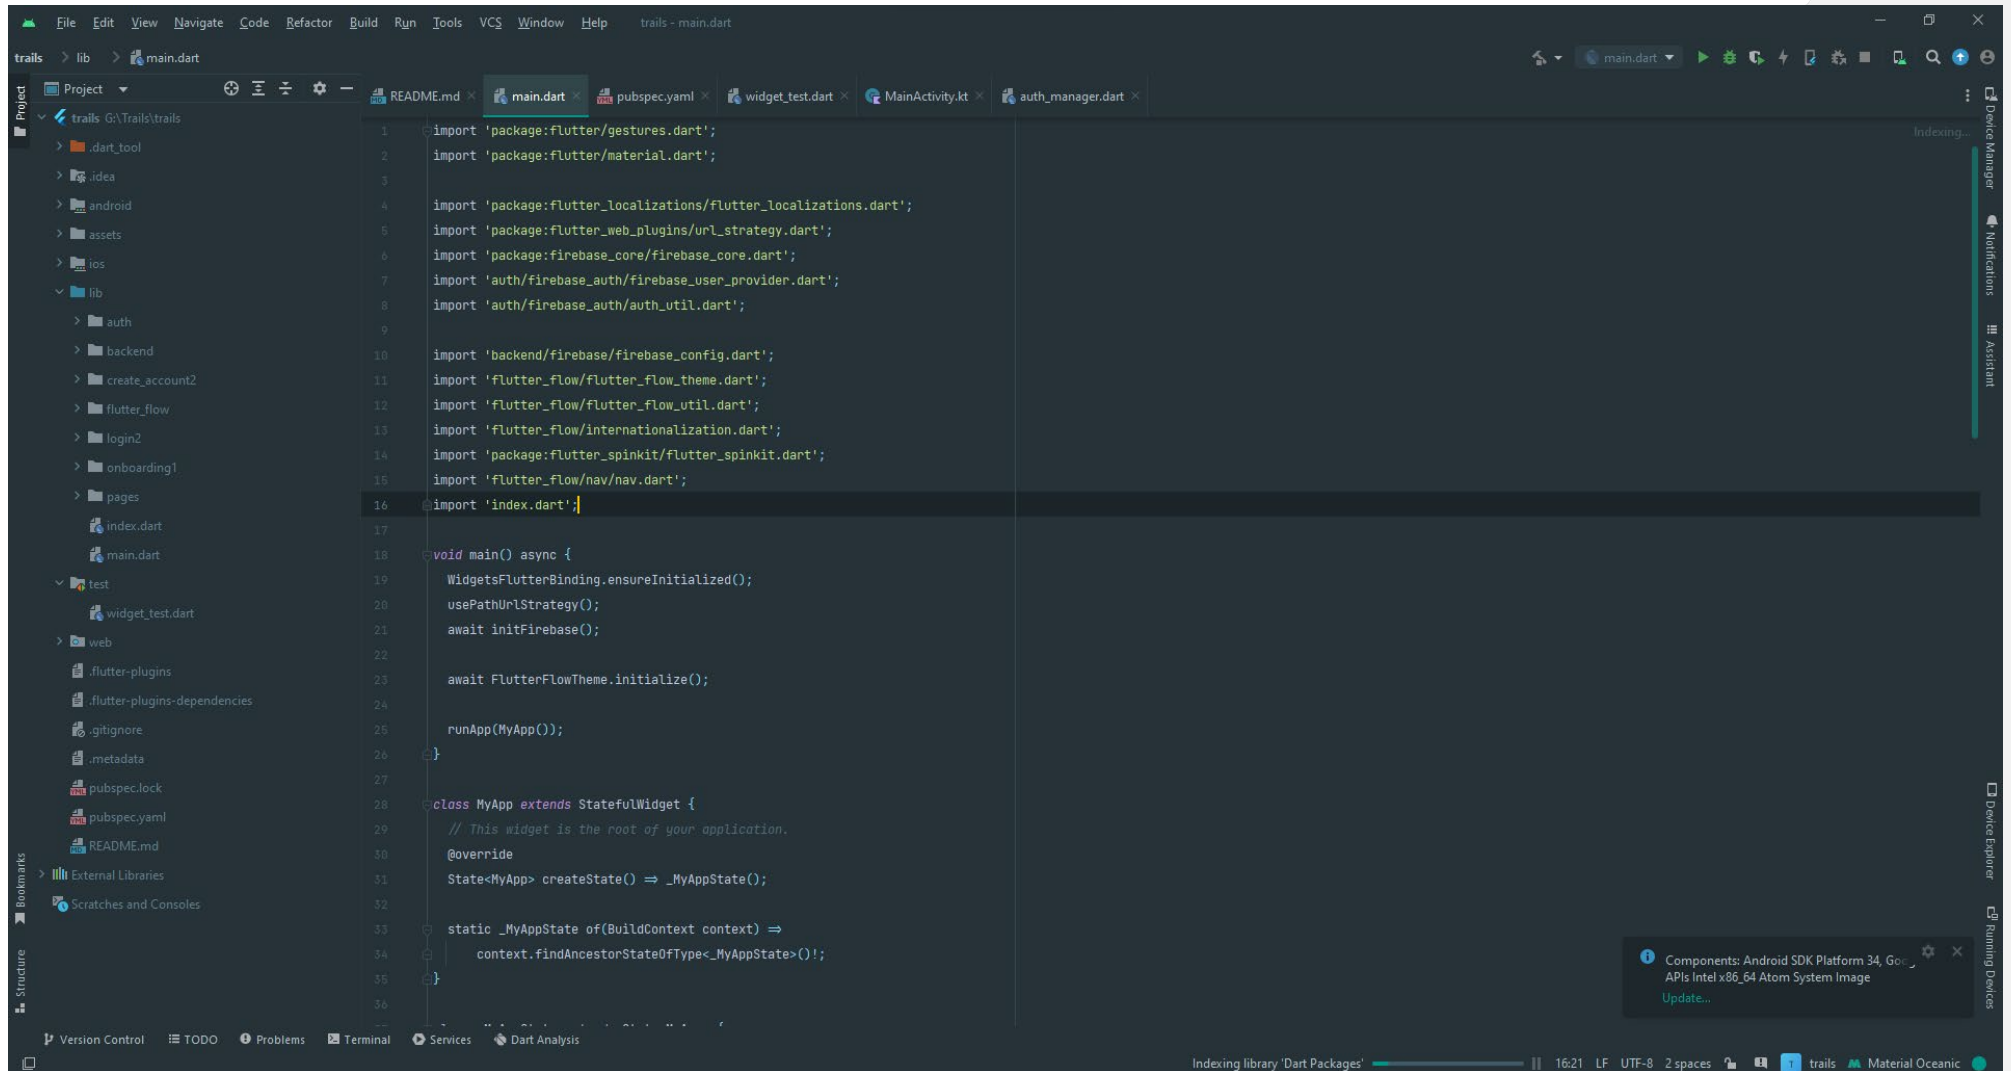 File Edit View Navigate Code Refactor Build Run Tools VCS Window Help trails - main.dart
trails lib main.dart
main.dart
Project
README.md main.dart pubspec.yaml widget_test.dart MainActivity.kt auth_manager.dart
Project
trails G:\Trails\trails
.dart_tool
.idea
android
assets
ios
lib
auth
backend
create_account2
flutter_flow
login2
onboarding1
pages
index.dart
main.dart
test
widget_test.dart
web
.flutter-plugins
.flutter-plugins-dependencies
.gitignore
.metadata
pubspec.lock
pubspec.yaml
README.md
External Libraries
Scratches and Consoles
Bookmarks
Structure
Indexing...
1 import 'package:flutter/gestures.dart';
2 import 'package:flutter/material.dart';
3
4 import 'package:flutter_localizations/flutter_localizations.dart';
5 import 'package:flutter_web_plugins/url_strategy.dart';
6 import 'package:firebase_core/firebase_core.dart';
7 import 'auth/firebase_auth/firebase_user_provider.dart';
8 import 'auth/firebase_auth/auth_util.dart';
9
10 import 'backend/firebase/firebase_config.dart';
11 import 'flutter_flow/flutter_flow_theme.dart';
12 import 'flutter_flow/flutter_flow_util.dart';
13 import 'flutter_flow/internationalization.dart';
14 import 'package:flutter_spinkit/flutter_spinkit.dart';
15 import 'flutter_flow/nav/nav.dart';
16 import 'index.dart';
17
18 void main() async {
19 WidgetsFlutterBinding.ensureInitialized();
20 usePathUrlStrategy();
21 await initFirebase();
22
23 await FlutterFlowTheme.initialize();
24
25 runApp(MyApp());
26 }
27
28 class MyApp extends StatefulWidget {
29 // This widget is the root of your application.
30 @override
31 State<MyApp> createState() => _MyAppState();
32
33 static _MyAppState of(BuildContext context) =>
34 context.findAncestorStateOfType<_MyAppState>()!;
35 }
36
Device Manager
Notifications
Assistant
Device Explorer
Running Devices
Components: Android SDK Platform 34, Goo
APIs Intel x86_64 Atom System Image
Update...
Version Control TODO Problems Terminal Services Dart Analysis
Indexing library 'Dart Packages' 16:21 LF UTF-8 2 spaces T trails Material Oceanic